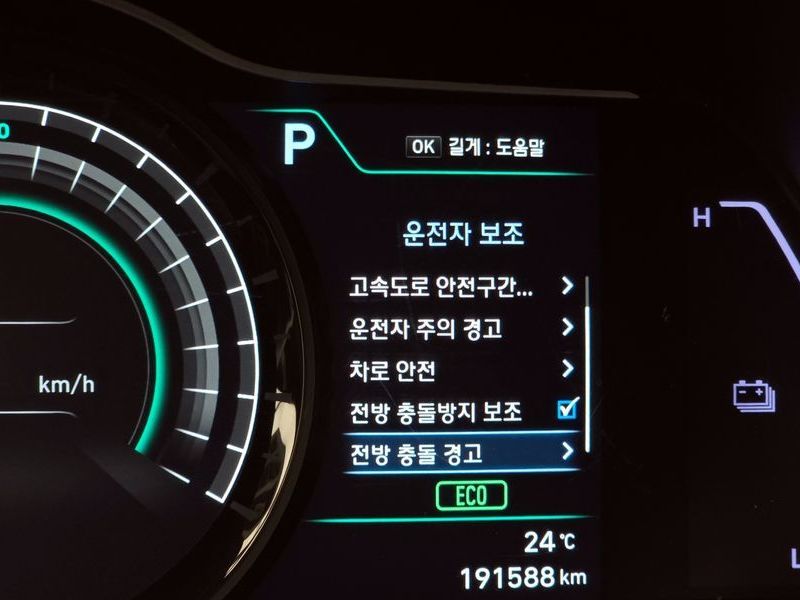 0
P
OK 길게 : 도움말
운전자 보조
고속도로 안전구간...
운전자 주의 경고
차로 안전
전방 충돌방지 보조
전방 충돌 경고
ECO
24℃
191588 km
km/h
H
L